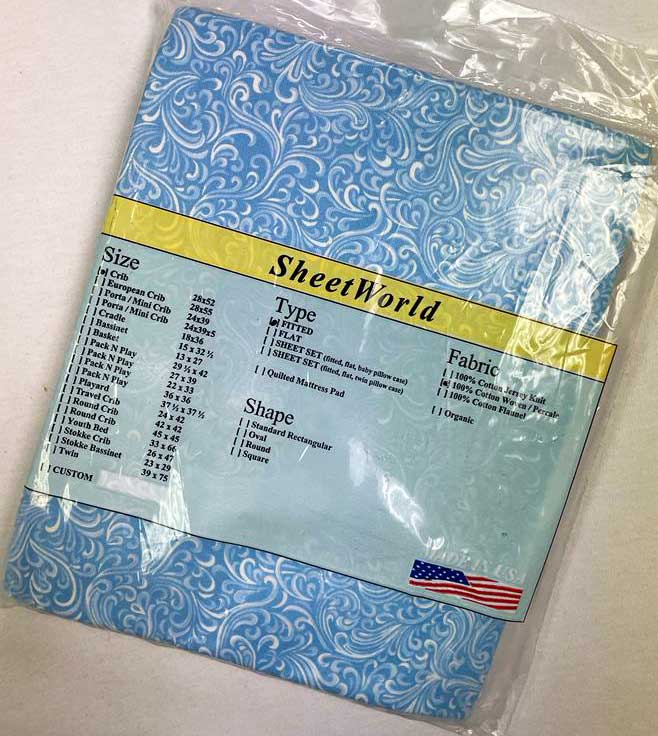 SheetWorld
Size
[ ] Crib 28x52
[ ] European Crib 28x55
[ ] Porta / Mini Crib 24x39
[ ] Porta / Mini Crib 24x39x5
[ ] Cradle 18x36
[ ] Bassinet 15 x 32 ½
[ ] Basket 13 x 27
[ ] Pack N Play 29 ½ x 42
[ ] Pack N Play 27 x 39
[ ] Pack N Play 22 x 33
[ ] Pack N Play 36 x 36
[ ] Playard 37 ½ x 37 ½
[ ] Travel Crib 24 x 42
[ ] Round Crib 42 x 42
[ ] Round Crib 45 x 45
[ ] Youth Bed 33 x 66
[ ] Stokke Crib 26 x 47
[ ] Stokke Bassinet 23 x 29
[ ] Twin 39 x 75
[ ] CUSTOM
Type
[ ] FITTED
[ ] FLAT
[ ] SHEET SET (fitted, flat, baby pillow case)
[ ] SHEET SET (fitted, flat, twin pillow case)
[ ] Quilted Mattress Pad
Shape
[ ] Standard Rectangular
[ ] Oval
[ ] Round
[ ] Square
Fabric
[ ] 100% Cotton Jersey Knit
[ ] 100% Cotton Woven / Percale
[ ] 100% Cotton Flannel
[ ] Organic
MADE IN USA